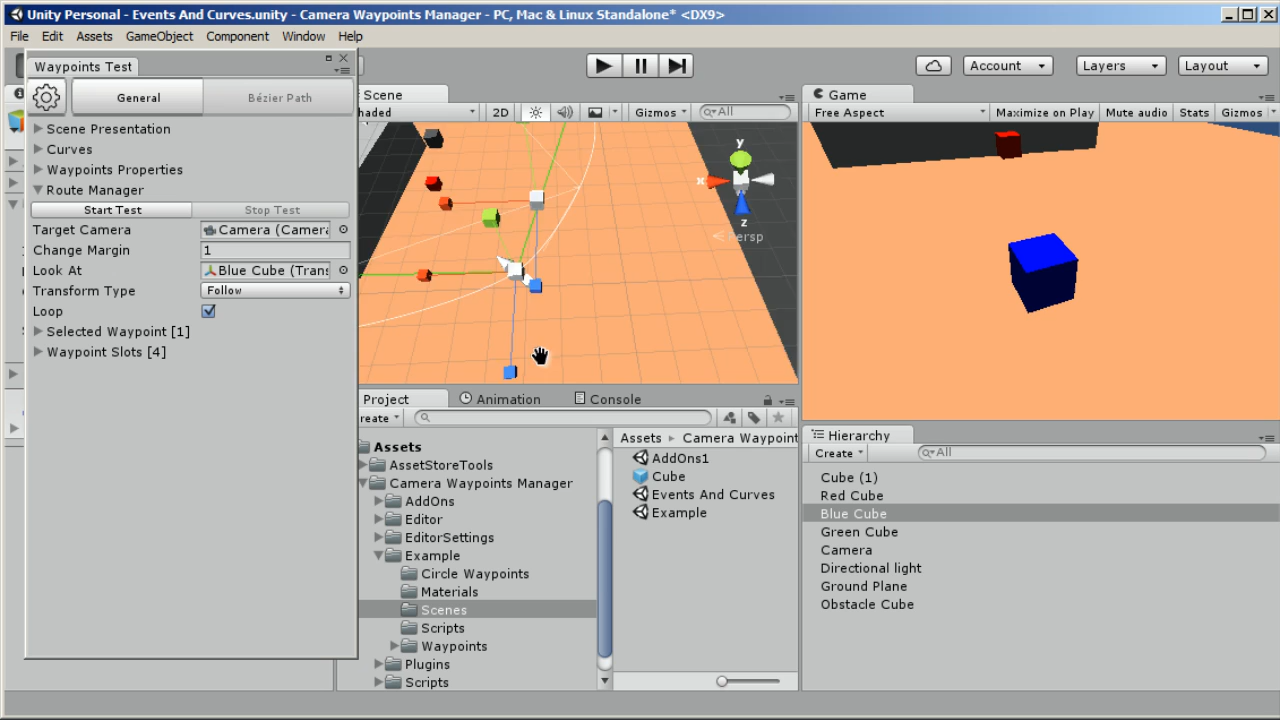 Unity Personal - Events And Curves.unity - Camera Waypoints Manager - PC, Mac & Linux Standalone* <DX9>
File Edit Assets GameObject Component Window Help
Account Layers Layout
Waypoints Test
General Bézier Path
Scene Presentation
Curves
Waypoints Properties
Route Manager
Start Test Stop Test
Target Camera Camera (Camera
Change Margin 1
Look At Blue Cube (Trans
Transform Type Follow
Loop
Selected Waypoint [1]
Waypoint Slots [4]
Scene
haded 2D Gizmos All
y
x
z
Persp
Game
Free Aspect Maximize on Play Mute audio Stats Gizmos
Project Animation Console
reate
Assets
AssetStoreTools
Camera Waypoints Manager
AddOns
Editor
EditorSettings
Example
Circle Waypoints
Materials
Scenes
Scripts
Waypoints
Plugins
Scripts
Assets Camera Waypoint
AddOns1
Cube
Events And Curves
Example
Hierarchy
Create All
Cube (1)
Red Cube
Blue Cube
Green Cube
Camera
Directional light
Ground Plane
Obstacle Cube